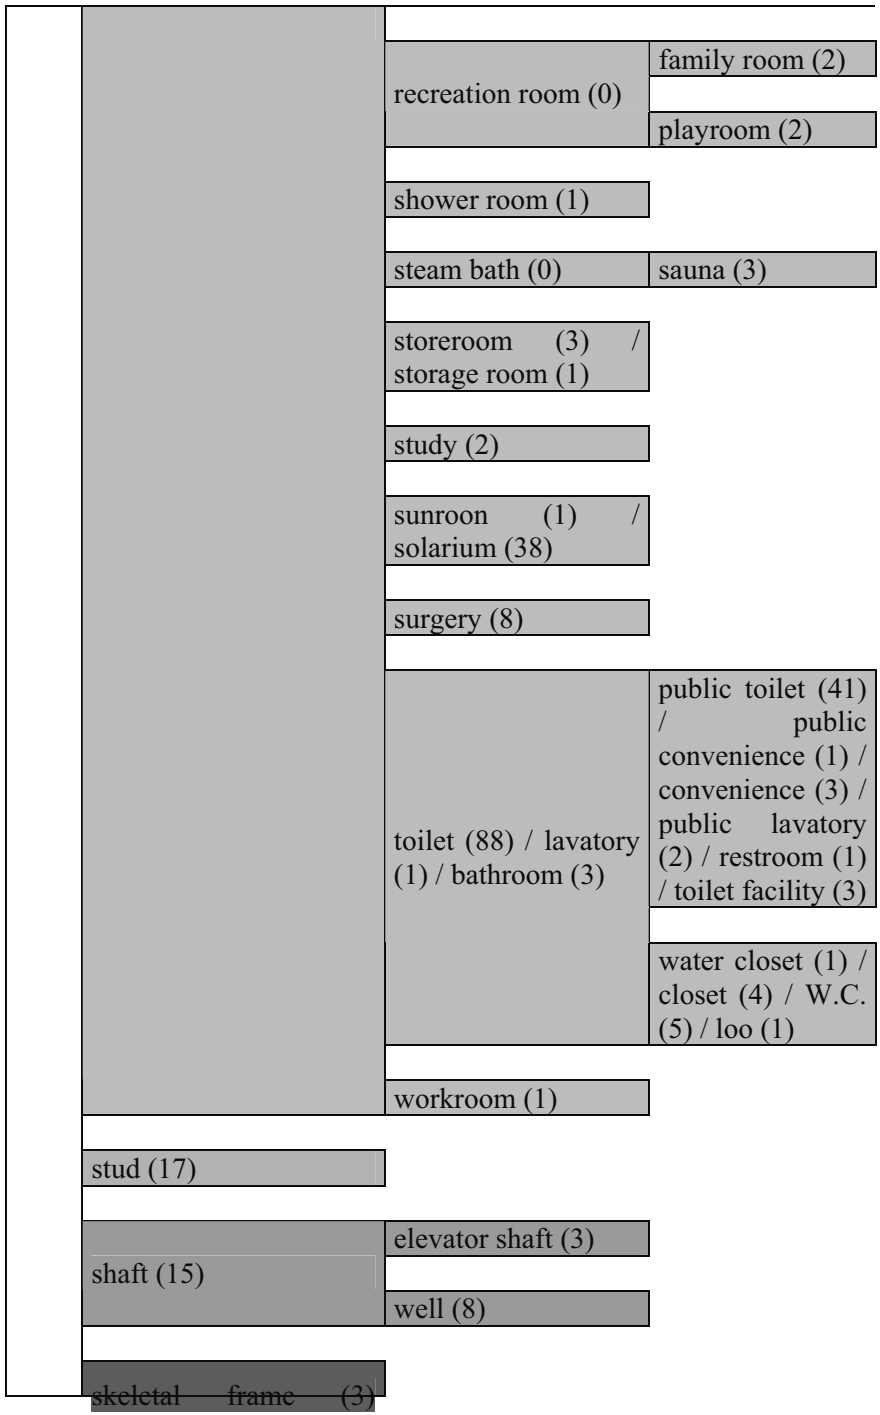 family room (2)
recreation room (0)
playroom (2)
shower room (1)
steam bath (0) sauna (3)
storeroom (3) /
storage room (1)
study (2)
sunroon (1) /
solarium (38)
surgery (8)
public toilet (41)
/ public
convenience (1) /
convenience (3) /
public lavatory
(2) / restroom (1)
/ toilet facility (3)
toilet (88) / lavatory
(1) / bathroom (3)
water closet (1) /
closet (4) / W.C.
(5) / loo (1)
workroom (1)
stud (17)
elevator shaft (3)
shaft (15)
well (8)
skeletal frame (3)